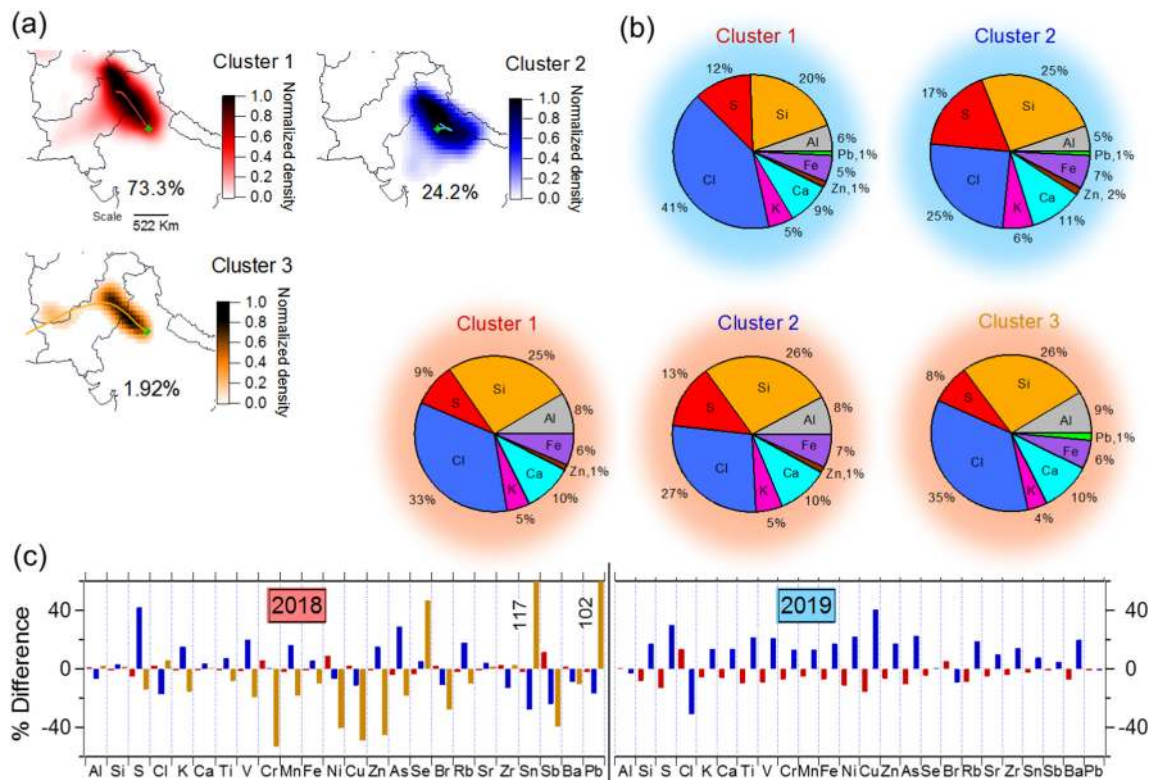 (a)
Cluster 1
1.0
0.8
0.6
0.4
0.2
0.0
Normalized density
73.3%
Scale
522 Km
Cluster 2
1.0
0.8
0.6
0.4
0.2
0.0
Normalized density
24.2%
Cluster 3
1.0
0.8
0.6
0.4
0.2
0.0
Normalized density
1.92%
(b)
Cluster 1
12%
20%
S
Si
Al
6%
Pb,1%
Fe
5%
Zn,1%
Ca
9%
K
5%
Cl
41%
Cluster 2
17%
25%
S
Si
Al
5%
Pb,1%
Fe
7%
Zn, 2%
Ca
11%
K
6%
Cl
25%
Cluster 1
9%
25%
S
Si
Al
8%
Fe
6%
Zn,1%
Ca
10%
K
5%
Cl
33%
Cluster 2
13%
26%
S
Si
Al
8%
Fe
7%
Zn,1%
Ca
10%
K
5%
Cl
27%
Cluster 3
8%
26%
S
Si
Al
9%
Pb,1%
Fe
6%
Ca
10%
K
4%
Cl
35%
(c)
% Difference
40
0
-40
2018
117
102
2019
40
0
-40
Al Si S Cl K Ca Ti V Cr Mn Fe Ni Cu Zn As Se Br Rb Sr Zr Sn Sb Ba Pb
Al Si S Cl K Ca Ti V Cr Mn Fe Ni Cu Zn As Se Br Rb Sr Zr Sn Sb Ba Pb